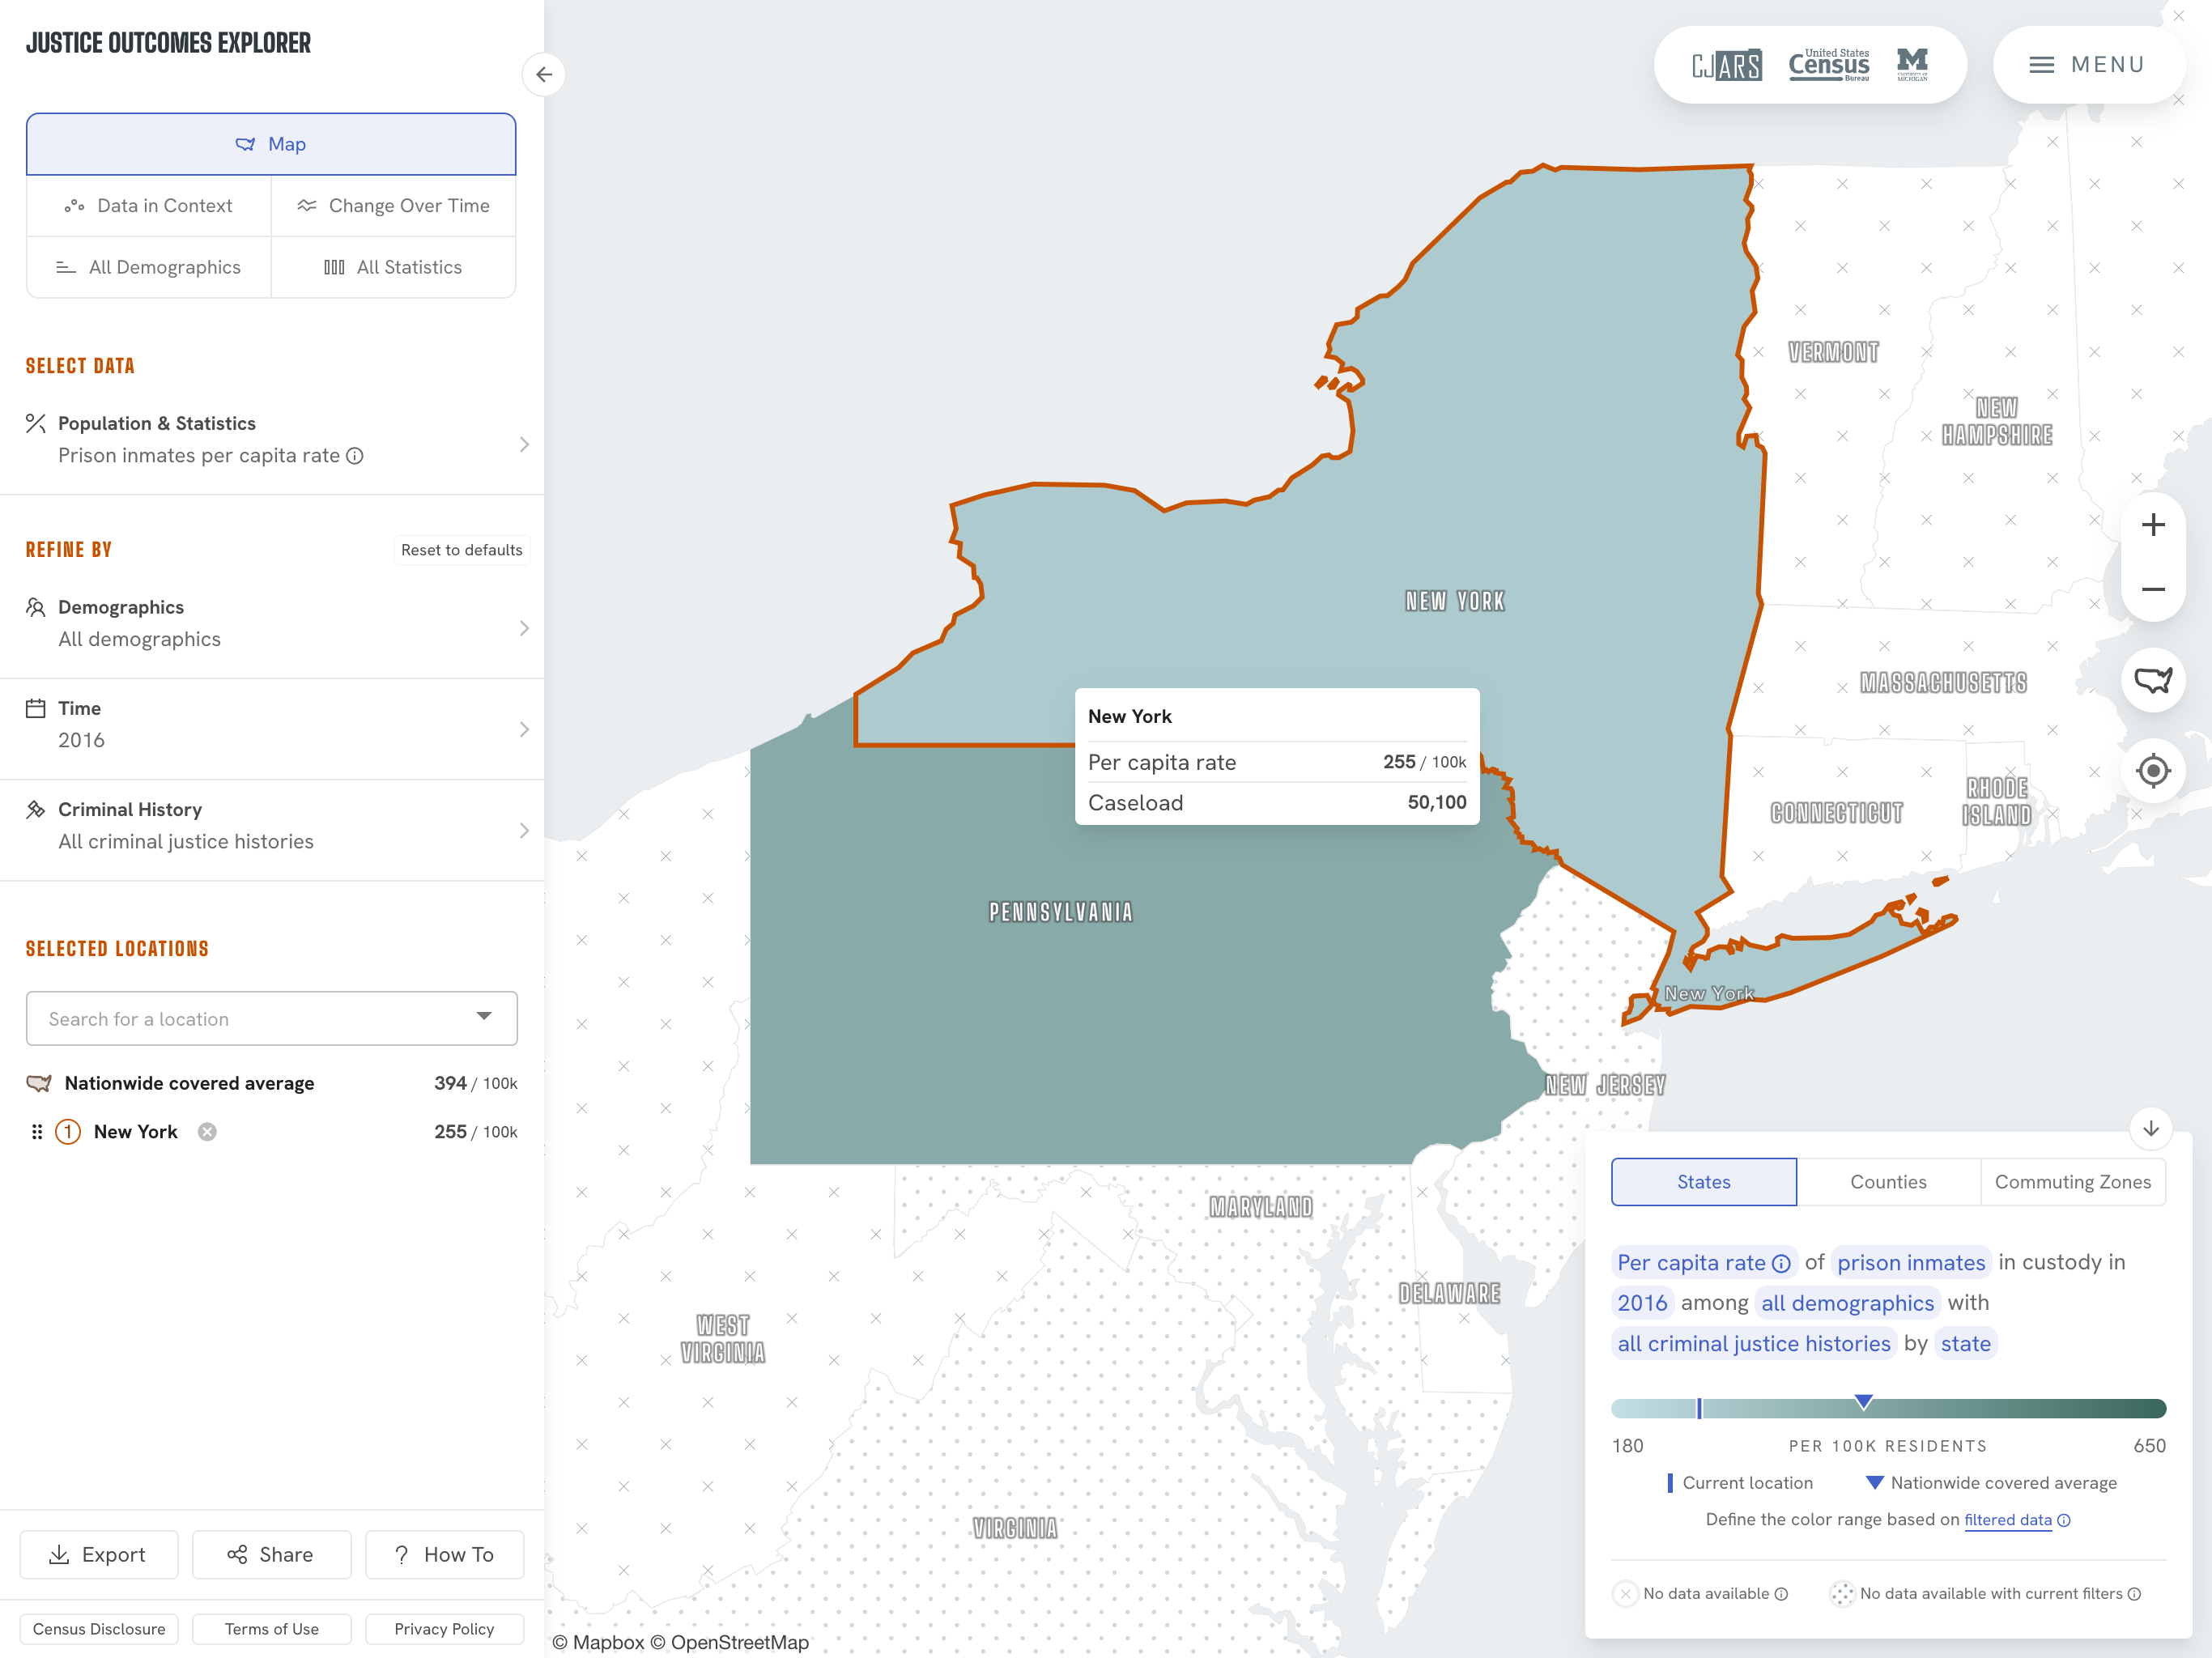 JUSTICE OUTCOMES EXPLORER
Map
Data in Context
Change Over Time
All Demographics
All Statistics
SELECT DATA
Population & Statistics
Prison inmates per capita rate
REFINE BY
Reset to defaults
Demographics
All demographics
Time
2016
Criminal History
All criminal justice histories
SELECTED LOCATIONS
Search for a location
Nationwide covered average 394 / 100k
1 New York 255 / 100k
Export
Share
? How To
Census Disclosure
Terms of Use
Privacy Policy
CJARS
United States
Census
Bureau
M
UNIVERSITY OF
MICHIGAN
MENU
VERMONT
NEW
HAMPSHIRE
NEW YORK
MASSACHUSETTS
CONNECTICUT
RHODE
ISLAND
New York
Per capita rate 255 / 100k
Caseload 50,100
PENNSYLVANIA
New York
NEW JERSEY
MARYLAND
DELAWARE
WEST
VIRGINIA
VIRGINIA
© Mapbox © OpenStreetMap
States
Counties
Commuting Zones
Per capita rate of prison inmates in custody in
2016 among all demographics with
all criminal justice histories by state
180 PER 100K RESIDENTS 650
Current location
Nationwide covered average
Define the color range based on filtered data
No data available
No data available with current filters